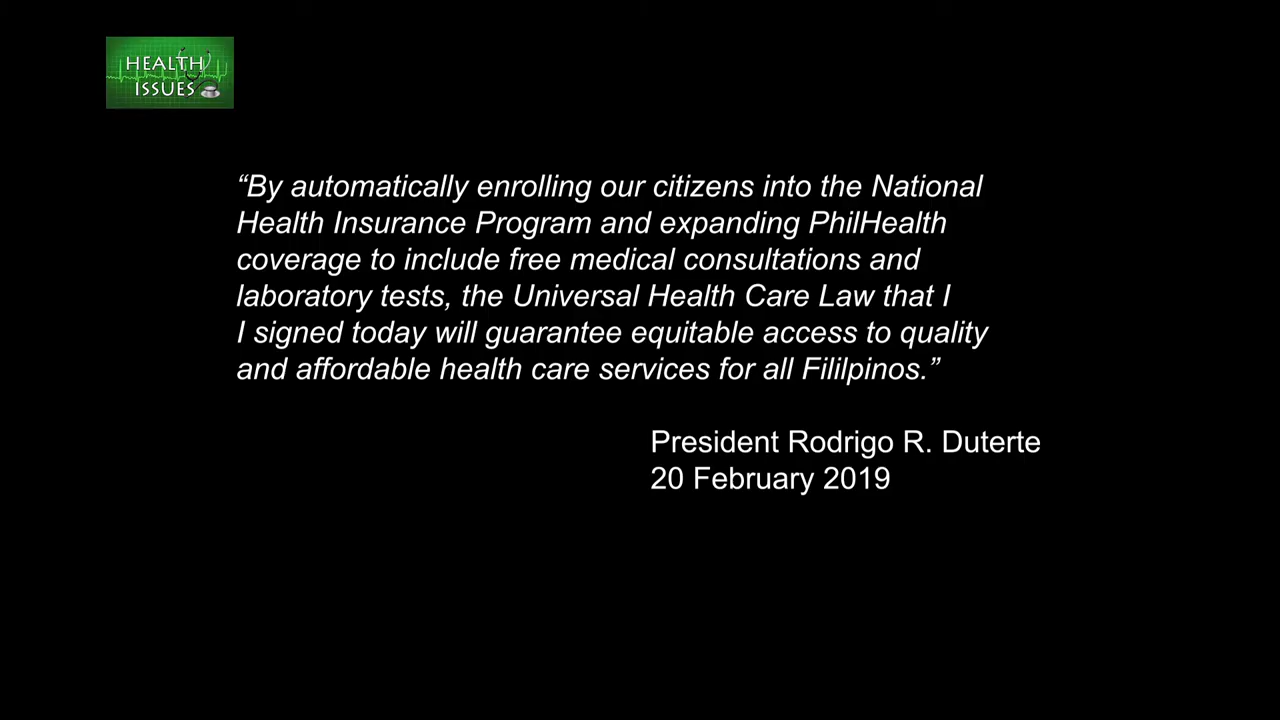 HEALTH
ISSUES
“By automatically enrolling our citizens into the National
Health Insurance Program and expanding PhilHealth
coverage to include free medical consultations and
laboratory tests, the Universal Health Care Law that I
I signed today will guarantee equitable access to quality
and affordable health care services for all Fililpinos.”
President Rodrigo R. Duterte
20 February 2019